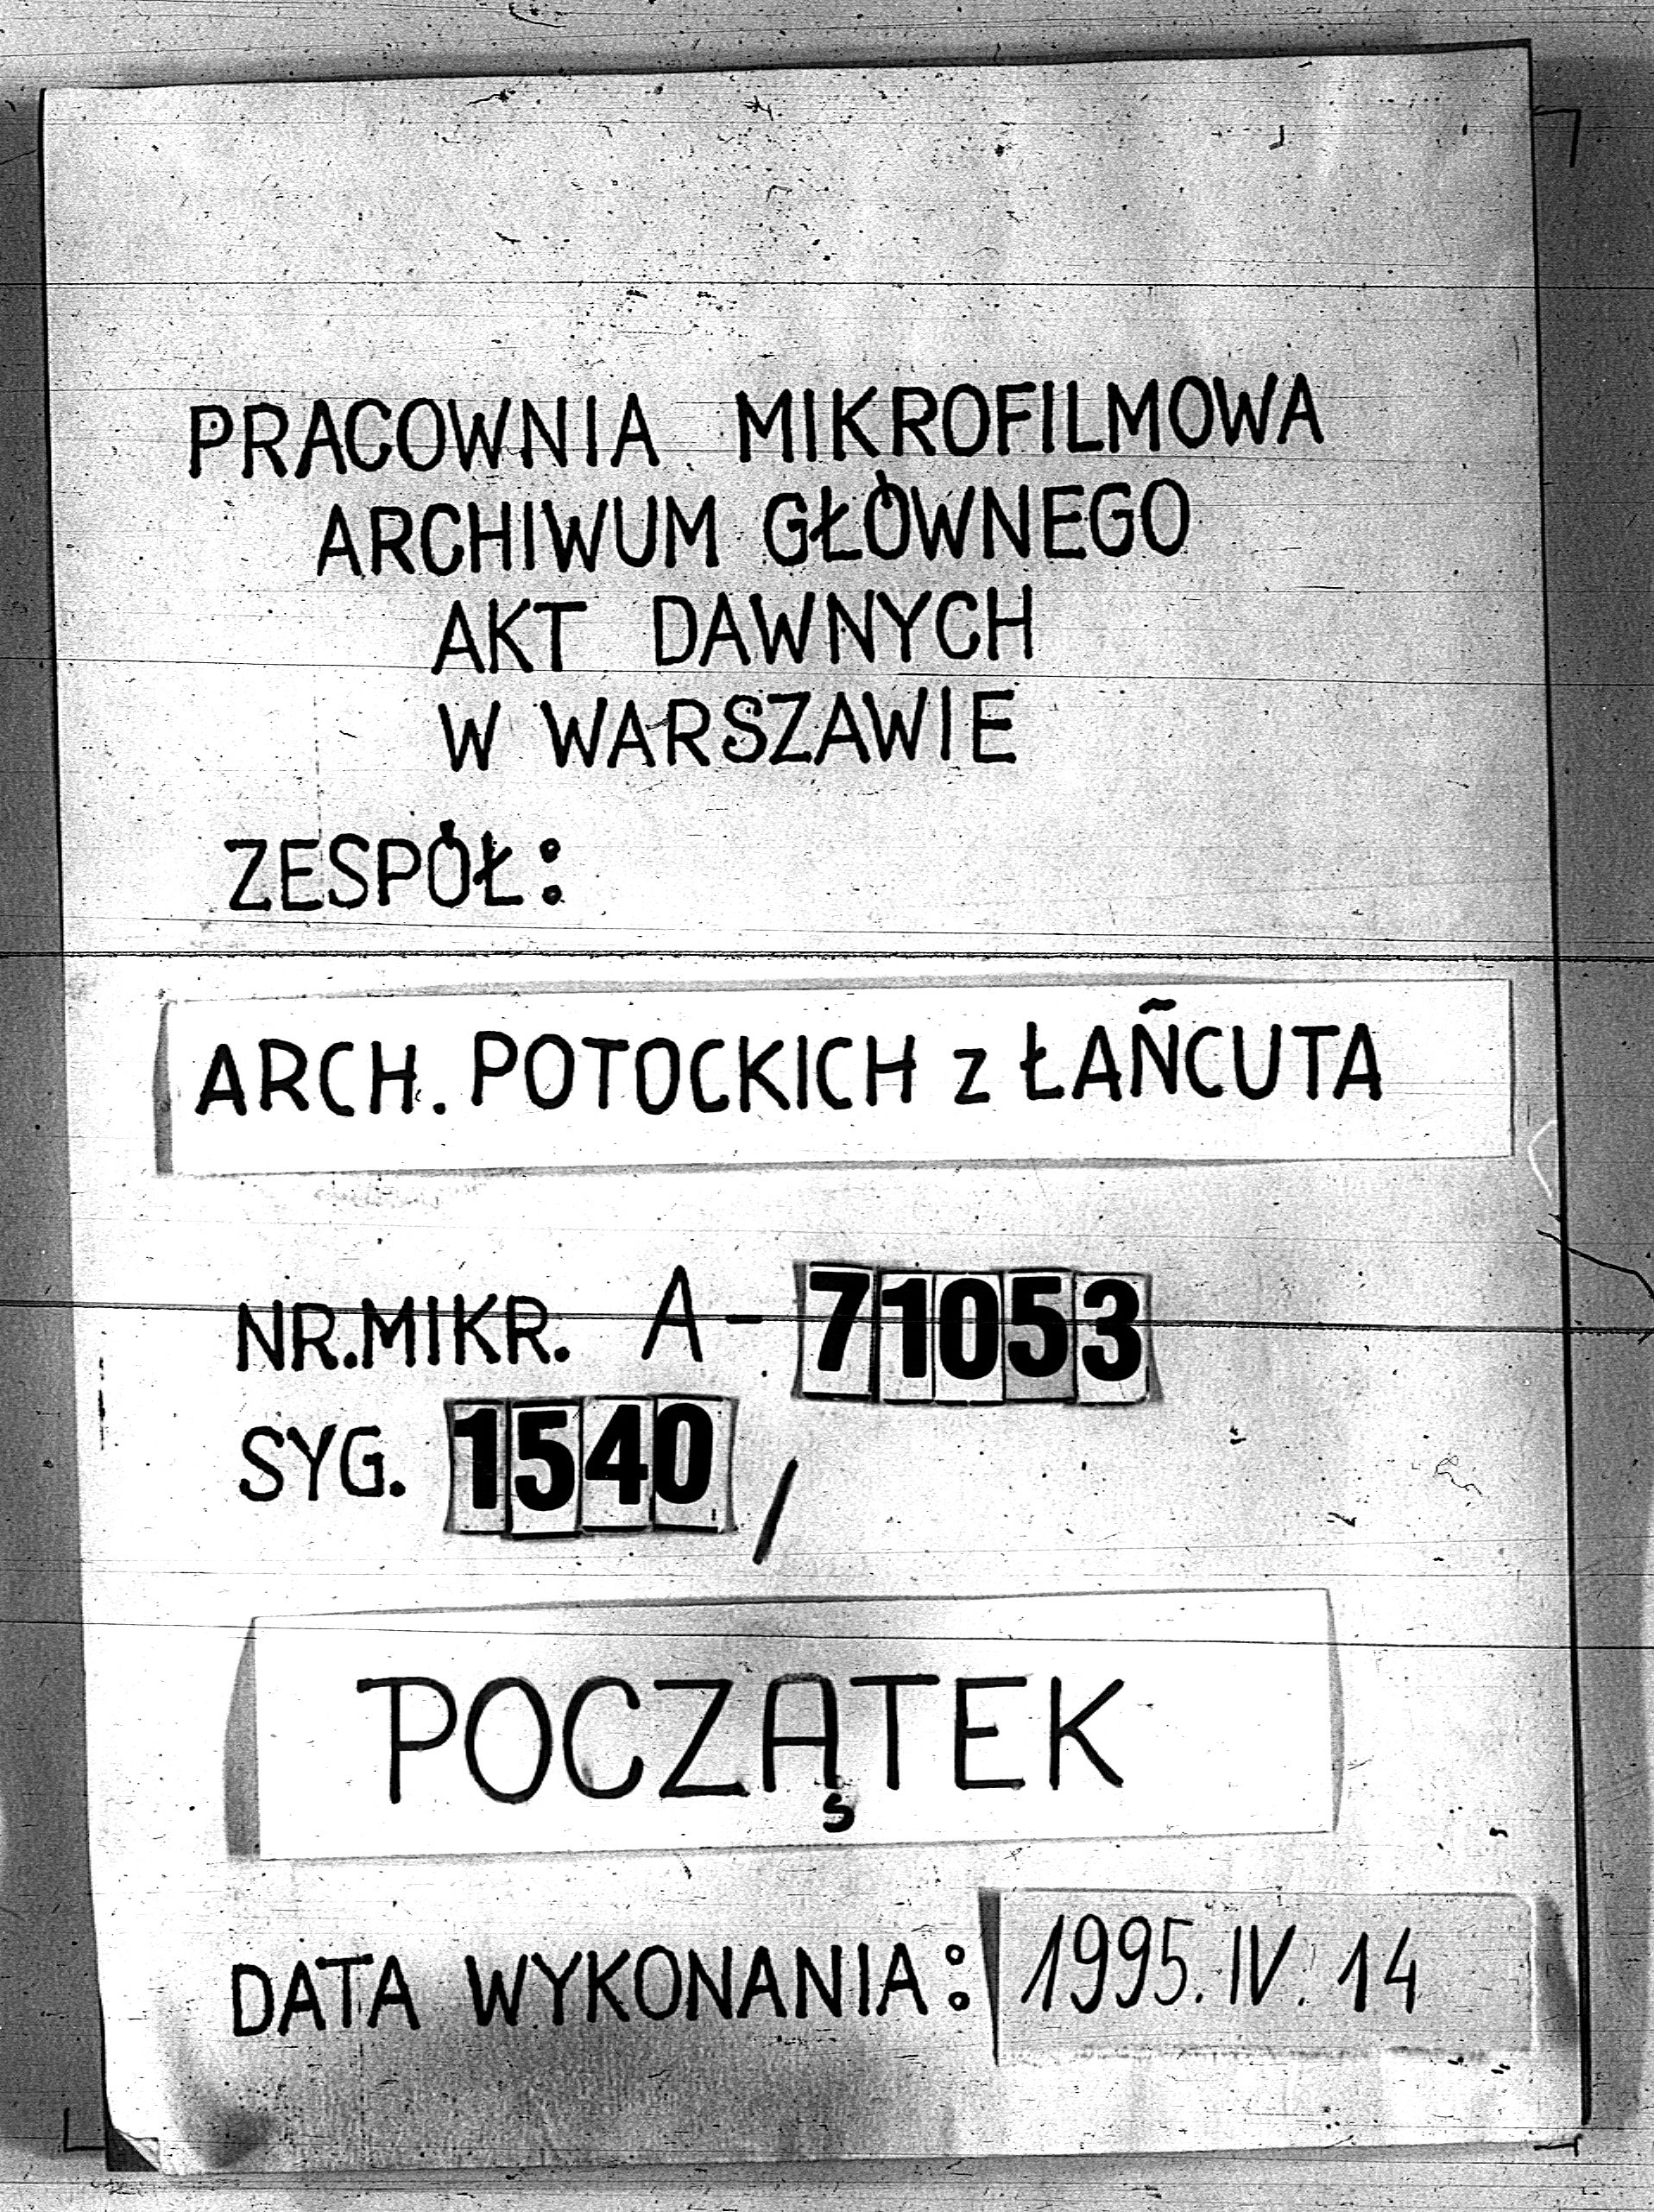 PRACOWNIA MIKROFILMOWA
ARCHIWUM GŁÓWNEGO
AKT DAWNYCH
W WARSZAWIE
ZESPÓŁ:
ARCH. POTOCKICH z ŁAÑCUTA
NR.MIKR. A-71053
SYG. 1540/
POCZĄTEK
DATA WYKONANIA: 1995.IV.14